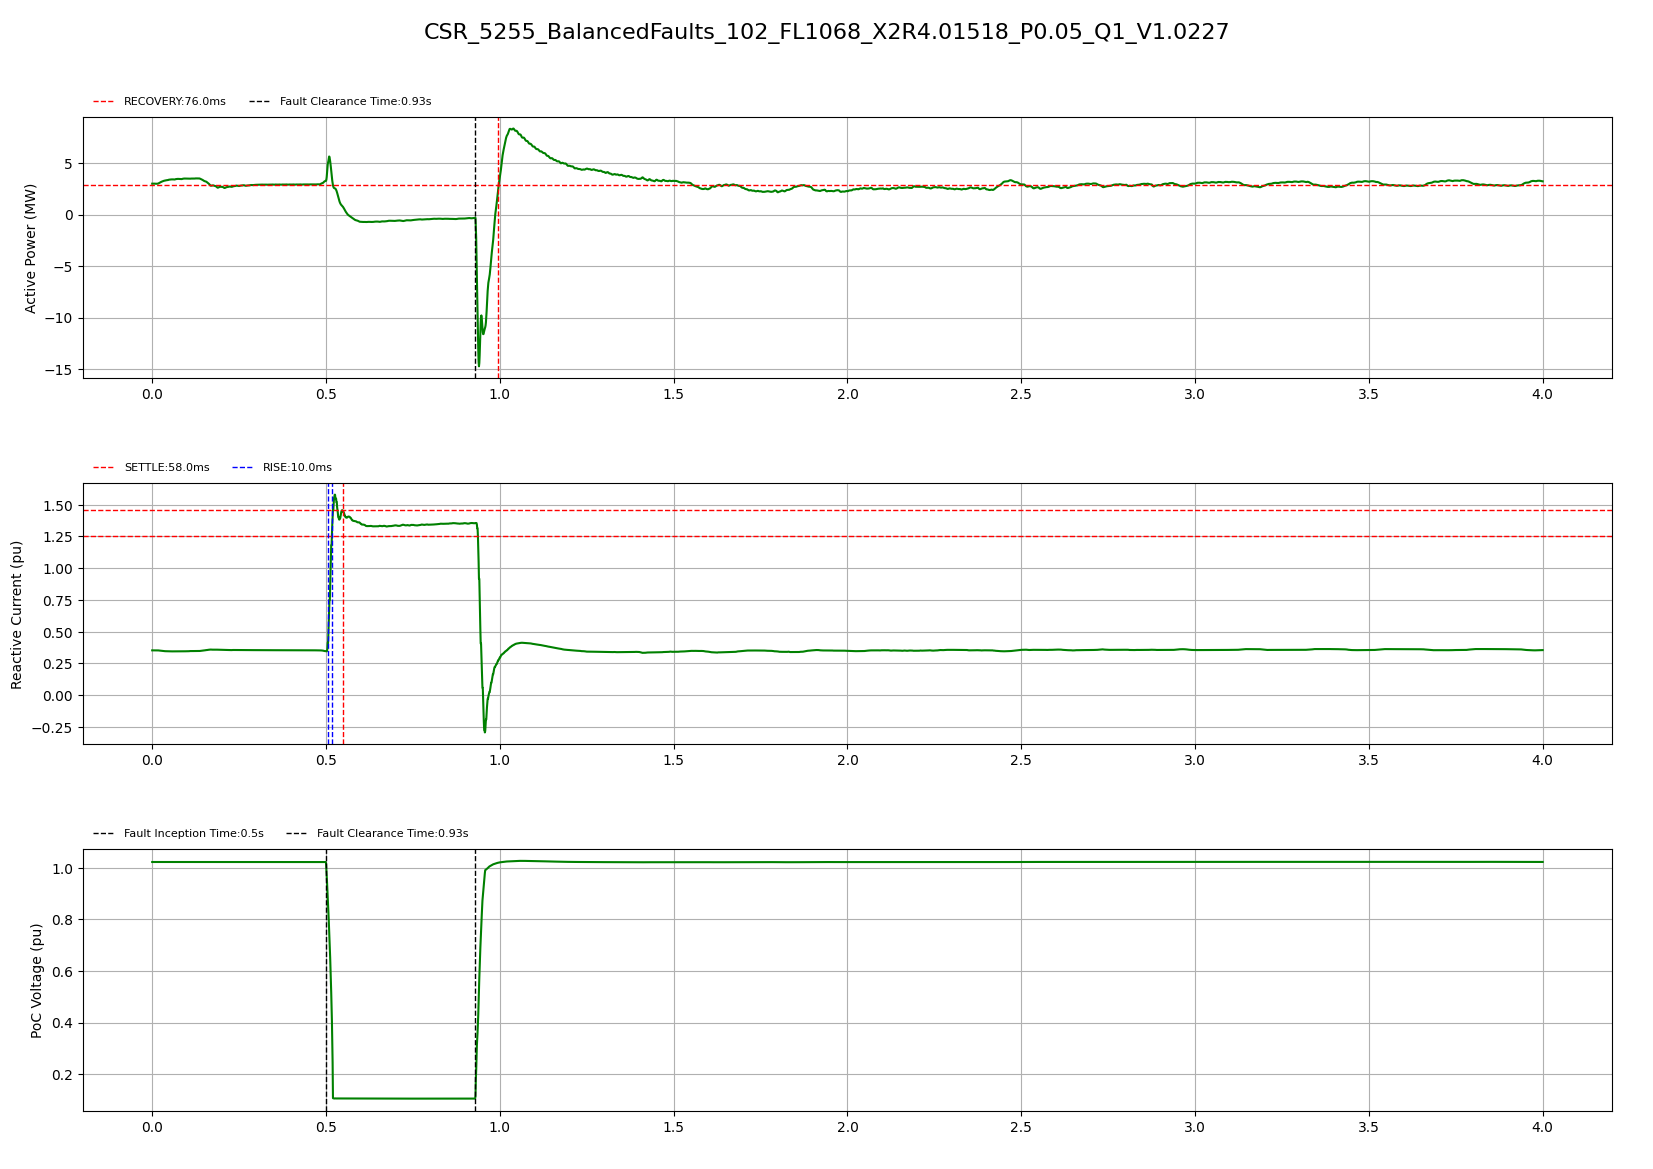 CSR_5255_BalancedFaults_102_FL1068_X2R4.01518_P0.05_Q1_V1.0227
RECOVERY:76.0ms Fault Clearance Time:0.93s
Active Power (MW)
5
0
−5
−10
−15
0.0 0.5 1.0 1.5 2.0 2.5 3.0 3.5 4.0
SETTLE:58.0ms RISE:10.0ms
Reactive Current (pu)
1.50
1.25
1.00
0.75
0.50
0.25
0.00
−0.25
0.0 0.5 1.0 1.5 2.0 2.5 3.0 3.5 4.0
Fault Inception Time:0.5s Fault Clearance Time:0.93s
PoC Voltage (pu)
1.0
0.8
0.6
0.4
0.2
0.0 0.5 1.0 1.5 2.0 2.5 3.0 3.5 4.0